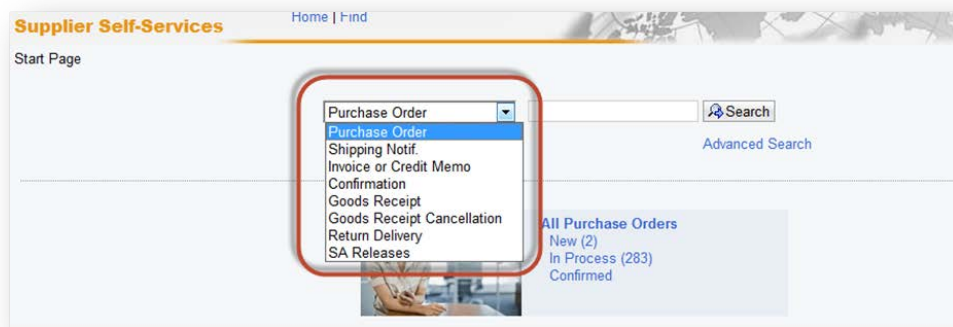 Supplier Self-Services
Home | Find
Start Page
Purchase Order
Search
Purchase Order
Shipping Notif.
Invoice or Credit Memo
Confirmation
Goods Receipt
Goods Receipt Cancellation
Return Delivery
SA Releases
Advanced Search
All Purchase Orders
New (2)
In Process (283)
Confirmed